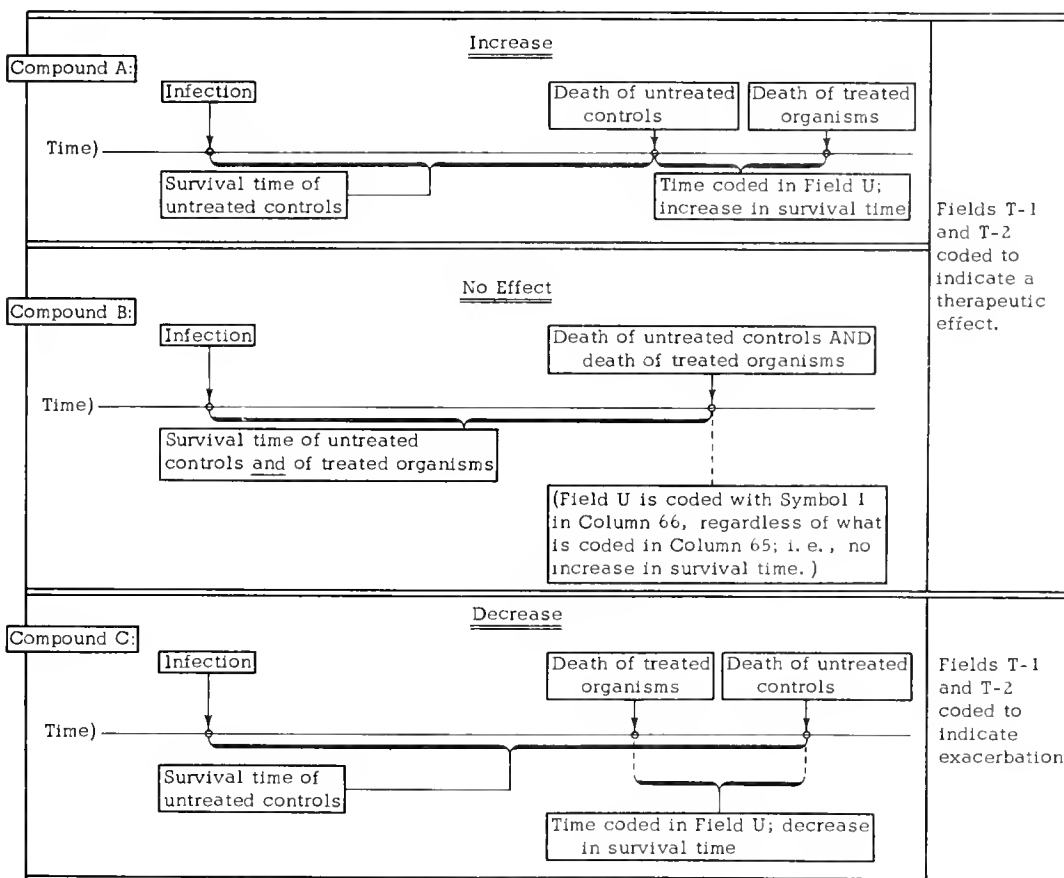 Increase
Compound A:
Infection
Death of untreated
controls
Death of treated
organisms
Time)
Survival time of
untreated controls
Time coded in Field U;
increase in survival time
No Effect
Compound B:
Infection
Death of untreated controls AND
death of treated organisms
Time)
Survival time of untreated
controls and of treated organisms
(Field U is coded with Symbol 1
in Column 66, regardless of what
is coded in Column 65; i. e., no
increase in survival time.)
Fields T-1
and T-2
coded to
indicate a
therapeutic
effect.
Decrease
Compound C:
Infection
Death of treated
organisms
Death of untreated
controls
Time)
Survival time of
untreated controls
Time coded in Field U; decrease
in survival time
Fields T-1
and T-2
coded to
indicate
exacerbation